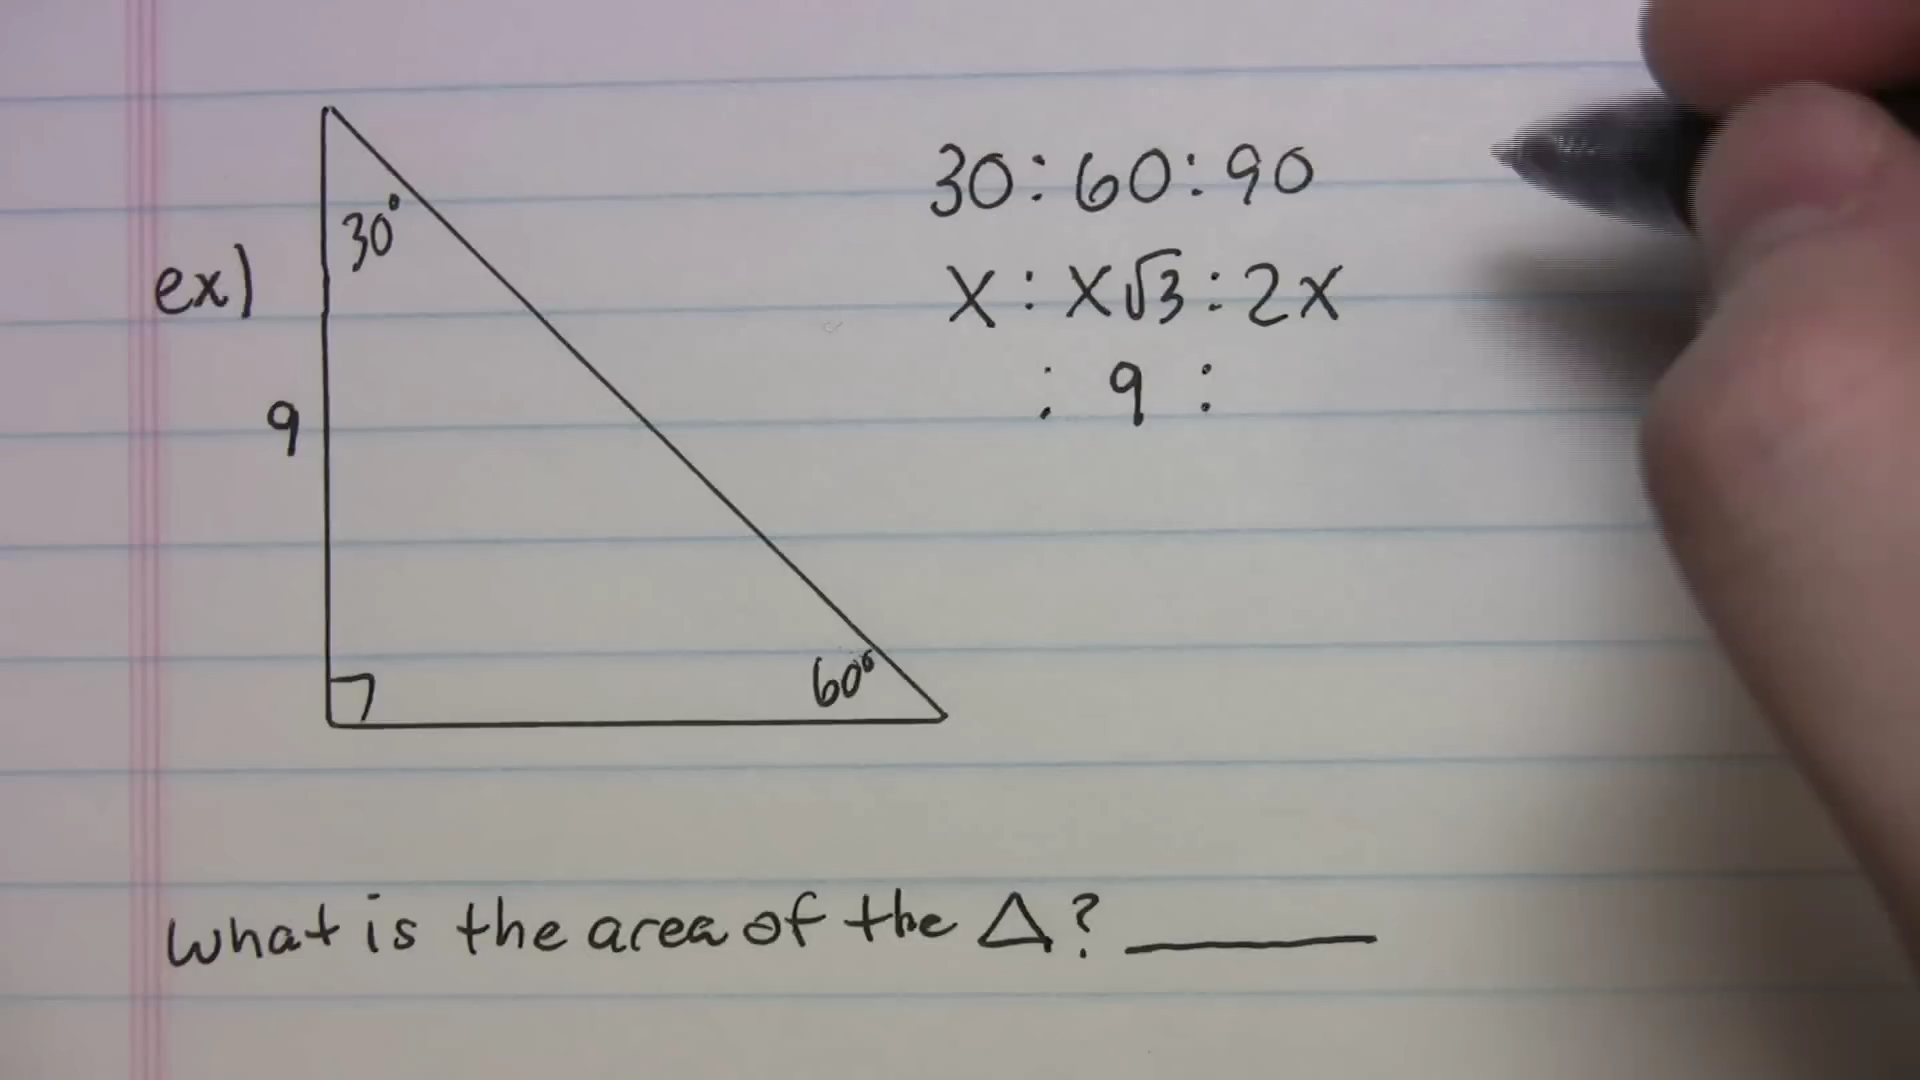 30°
ex)
9
60°
30 : 60 : 90
x : x√3 : 2x
: 9 :
what is the area of the Δ?